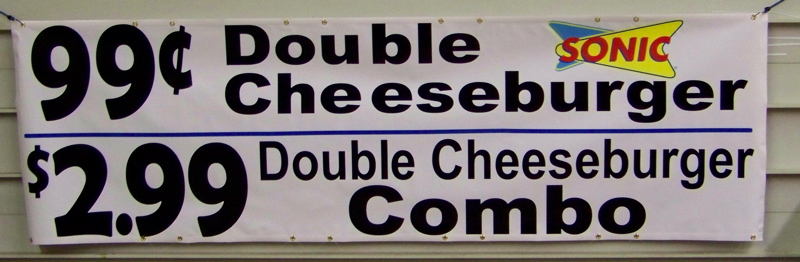 99¢ Double SONIC
Cheeseburger
$2.99 Double Cheeseburger
Combo